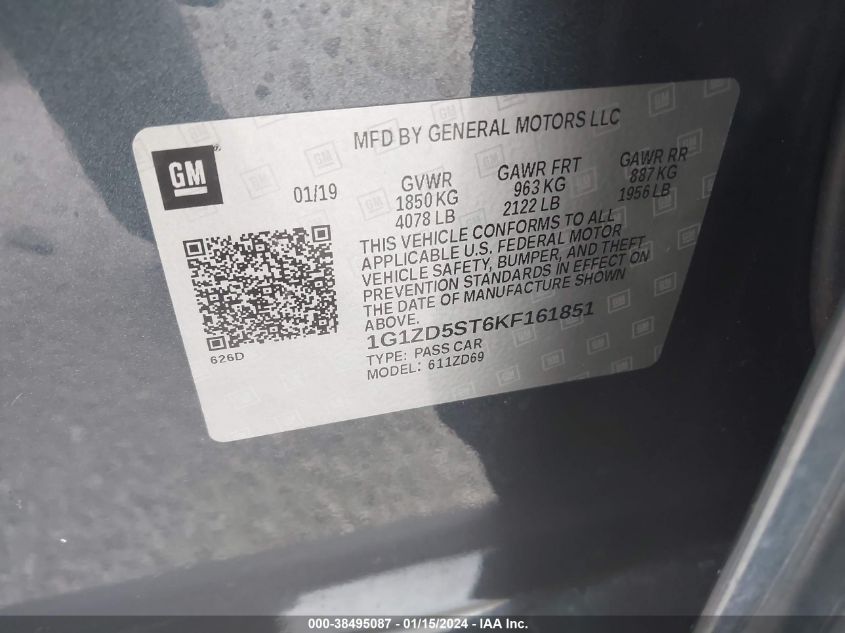 MFD BY GENERAL MOTORS LLC
GM
01/19
GVWR
1850 KG
4078 LB
GAWR FRT
963 KG
2122 LB
GAWR RR
887 KG
1956 LB
THIS VEHICLE CONFORMS TO ALL
APPLICABLE U.S. FEDERAL MOTOR
VEHICLE SAFETY, BUMPER, AND THEFT
PREVENTION STANDARDS IN EFFECT ON
THE DATE OF MANUFACTURE SHOWN
ABOVE.
1G1ZD5ST6KF161851
TYPE: PASS CAR
MODEL: 611ZD69
626D
000-38495087 - 01/15/2024 - IAA Inc.